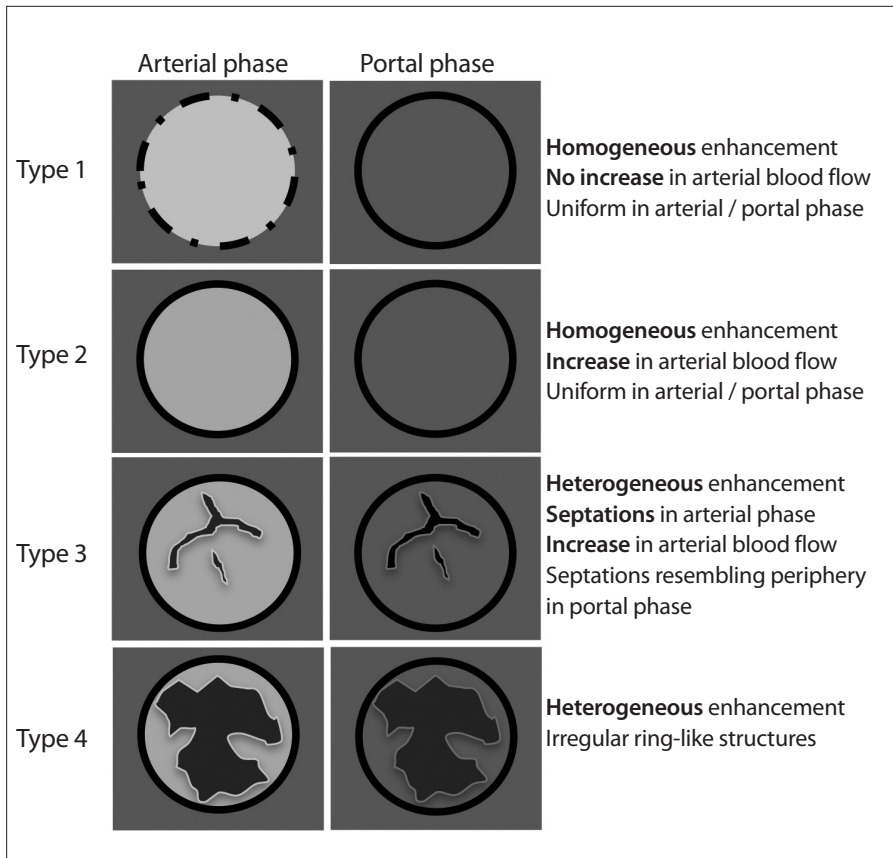 Arterial phase Portal phase
Type 1
Homogeneous enhancement
No increase in arterial blood flow
Uniform in arterial / portal phase
Type 2
Homogeneous enhancement
Increase in arterial blood flow
Uniform in arterial / portal phase
Type 3
Heterogeneous enhancement
Septations in arterial phase
Increase in arterial blood flow
Septations resembling periphery
in portal phase
Type 4
Heterogeneous enhancement
Irregular ring-like structures